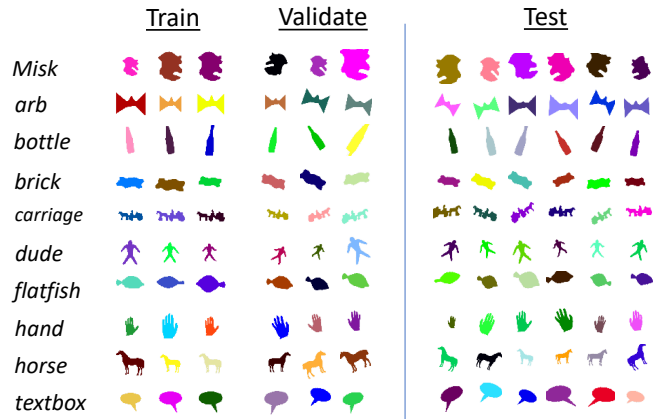 Train Validate Test
Misk
arb
bottle
brick
carriage
dude
flatfish
hand
horse
textbox